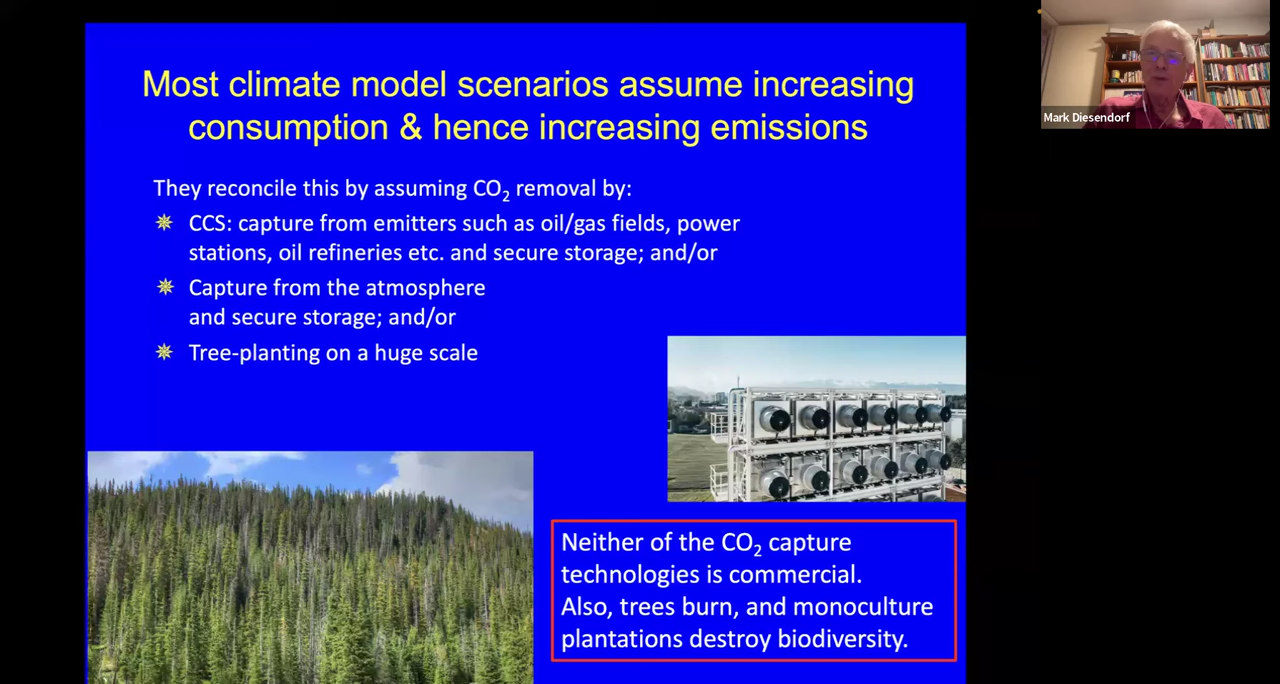 Most climate model scenarios assume increasing
consumption & hence increasing emissions
They reconcile this by assuming CO₂ removal by:
CCS: capture from emitters such as oil/gas fields, power
stations, oil refineries etc. and secure storage; and/or
Capture from the atmosphere
and secure storage; and/or
Tree-planting on a huge scale
Neither of the CO₂ capture
technologies is commercial.
Also, trees burn, and monoculture
plantations destroy biodiversity.
Mark Diesendorf